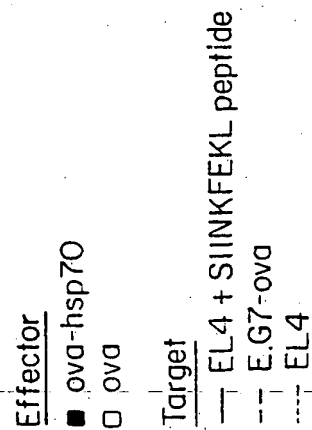 Effector
■ ova-hsp70
□ ova
Target
— EL4 + SIINKFEKL peptide
-- E.G7-ova
---- EL4